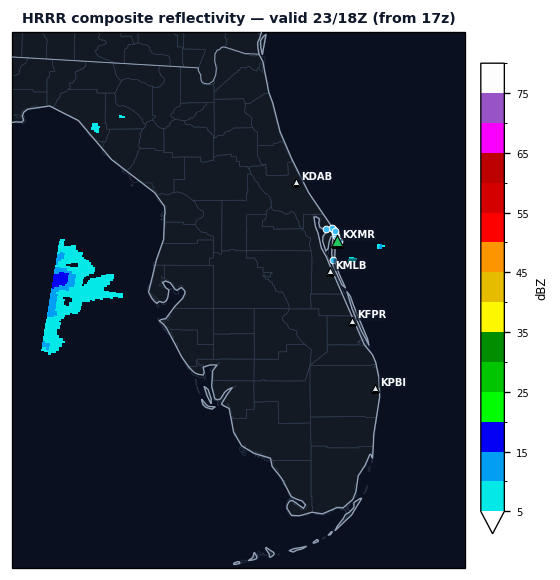 HRRR composite reflectivity — valid 23/18Z (from 17z)
KDAB
KXMR
KMLB
KFPR
KPBI
75
65
55
45
35
25
15
5
dBZ